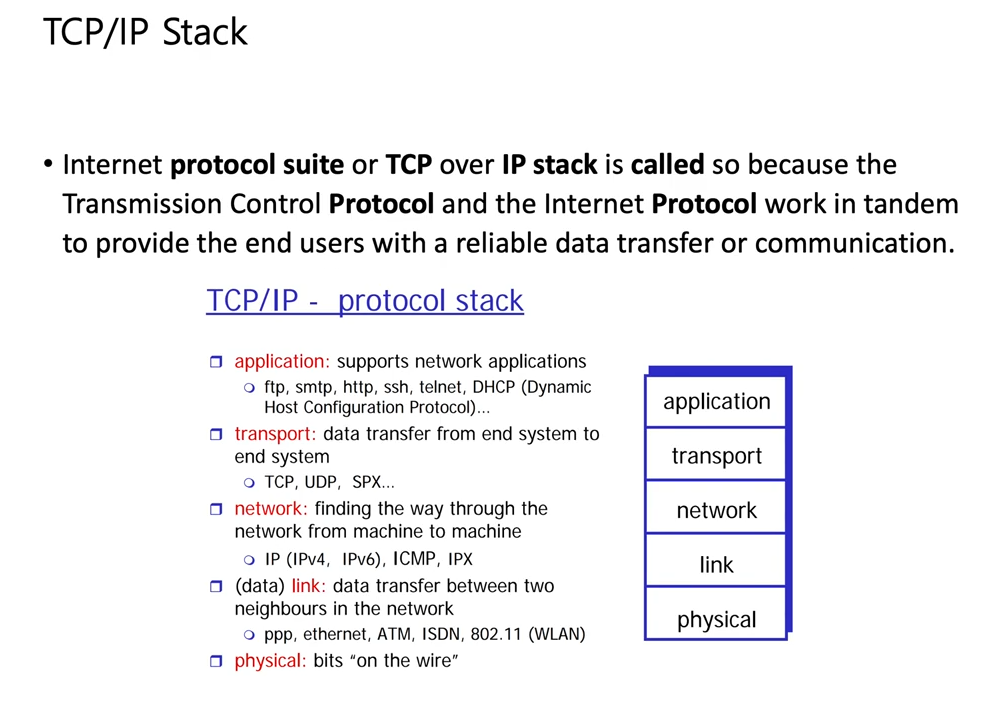 TCP/IP Stack
• Internet protocol suite or TCP over IP stack is called so because the
Transmission Control Protocol and the Internet Protocol work in tandem
to provide the end users with a reliable data transfer or communication.
TCP/IP - protocol stack
application: supports network applications
ftp, smtp, http, ssh, telnet, DHCP (Dynamic
Host Configuration Protocol)...
transport: data transfer from end system to
end system
TCP, UDP, SPX...
network: finding the way through the
network from machine to machine
IP (IPv4, IPv6), ICMP, IPX
(data) link: data transfer between two
neighbours in the network
ppp, ethernet, ATM, ISDN, 802.11 (WLAN)
physical: bits “on the wire”
application
transport
network
link
physical